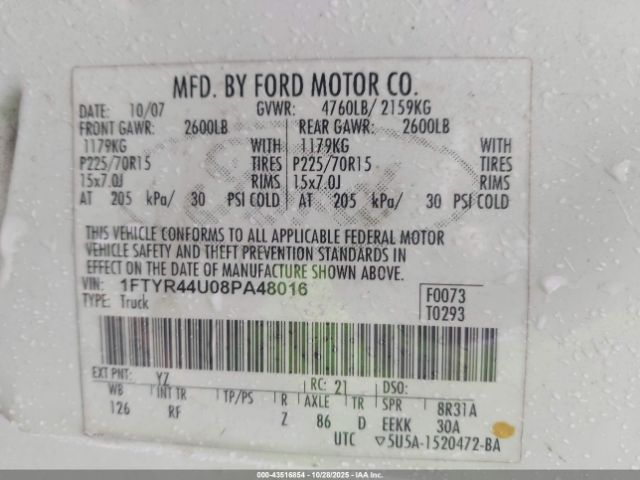 MFD. BY FORD MOTOR CO.
DATE: 10/07 GVWR: 4760LB/ 2159KG
FRONT GAWR: 2600LB REAR GAWR: 2600LB
1179KG WITH 1179KG WITH
P225/70R15 TIRES P225/70R15 TIRES
15x7.0J RIMS 15x7.0J RIMS
AT 205 kPa/ 30 PSI COLD AT 205 kPa/ 30 PSI COLD
THIS VEHICLE CONFORMS TO ALL APPLICABLE FEDERAL MOTOR
VEHICLE SAFETY AND THEFT PREVENTION STANDARDS IN
EFFECT ON THE DATE OF MANUFACTURE SHOWN ABOVE.
VIN: 1FTYR44U08PA48016 F0073
TYPE: Truck T0293
EXT PNT: YZ RC: 21 DSO:
WB INT TR TP/PS R AXLE TR SPR 8R31A
126 RF Z 86 D EEKK 30A
UTC 5U5A-1520472-BA
000-43516854 - 10/28/2025 - Copyright © IAA, LLC